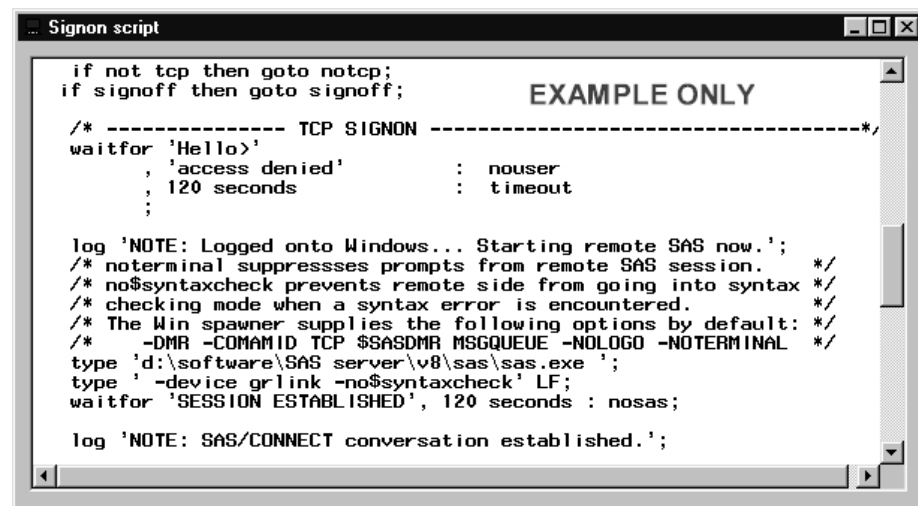 Signon script
if not tcp then goto notcp;
if signoff then goto signoff;
EXAMPLE ONLY
/* --------------- TCP SIGNON ------------------------------------*/
waitfor 'Hello>'
, 'access denied' : nouser
, 120 seconds : timeout
;
log 'NOTE: Logged onto Windows... Starting remote SAS now.';
/* noterminal suppressses prompts from remote SAS session. */
/* no$syntaxcheck prevents remote side from going into syntax */
/* checking mode when a syntax error is encountered. */
/* The Win spawner supplies the following options by default: */
/* -DMR -COMAMID TCP $SASDMR MSGQUEUE -NOLOGO -NOTERMINAL */
type 'd:\software\SAS server\v8\sas\sas.exe ';
type ' -device grlink -no$syntaxcheck' LF;
waitfor 'SESSION ESTABLISHED', 120 seconds : nosas;
log 'NOTE: SAS/CONNECT conversation established.';